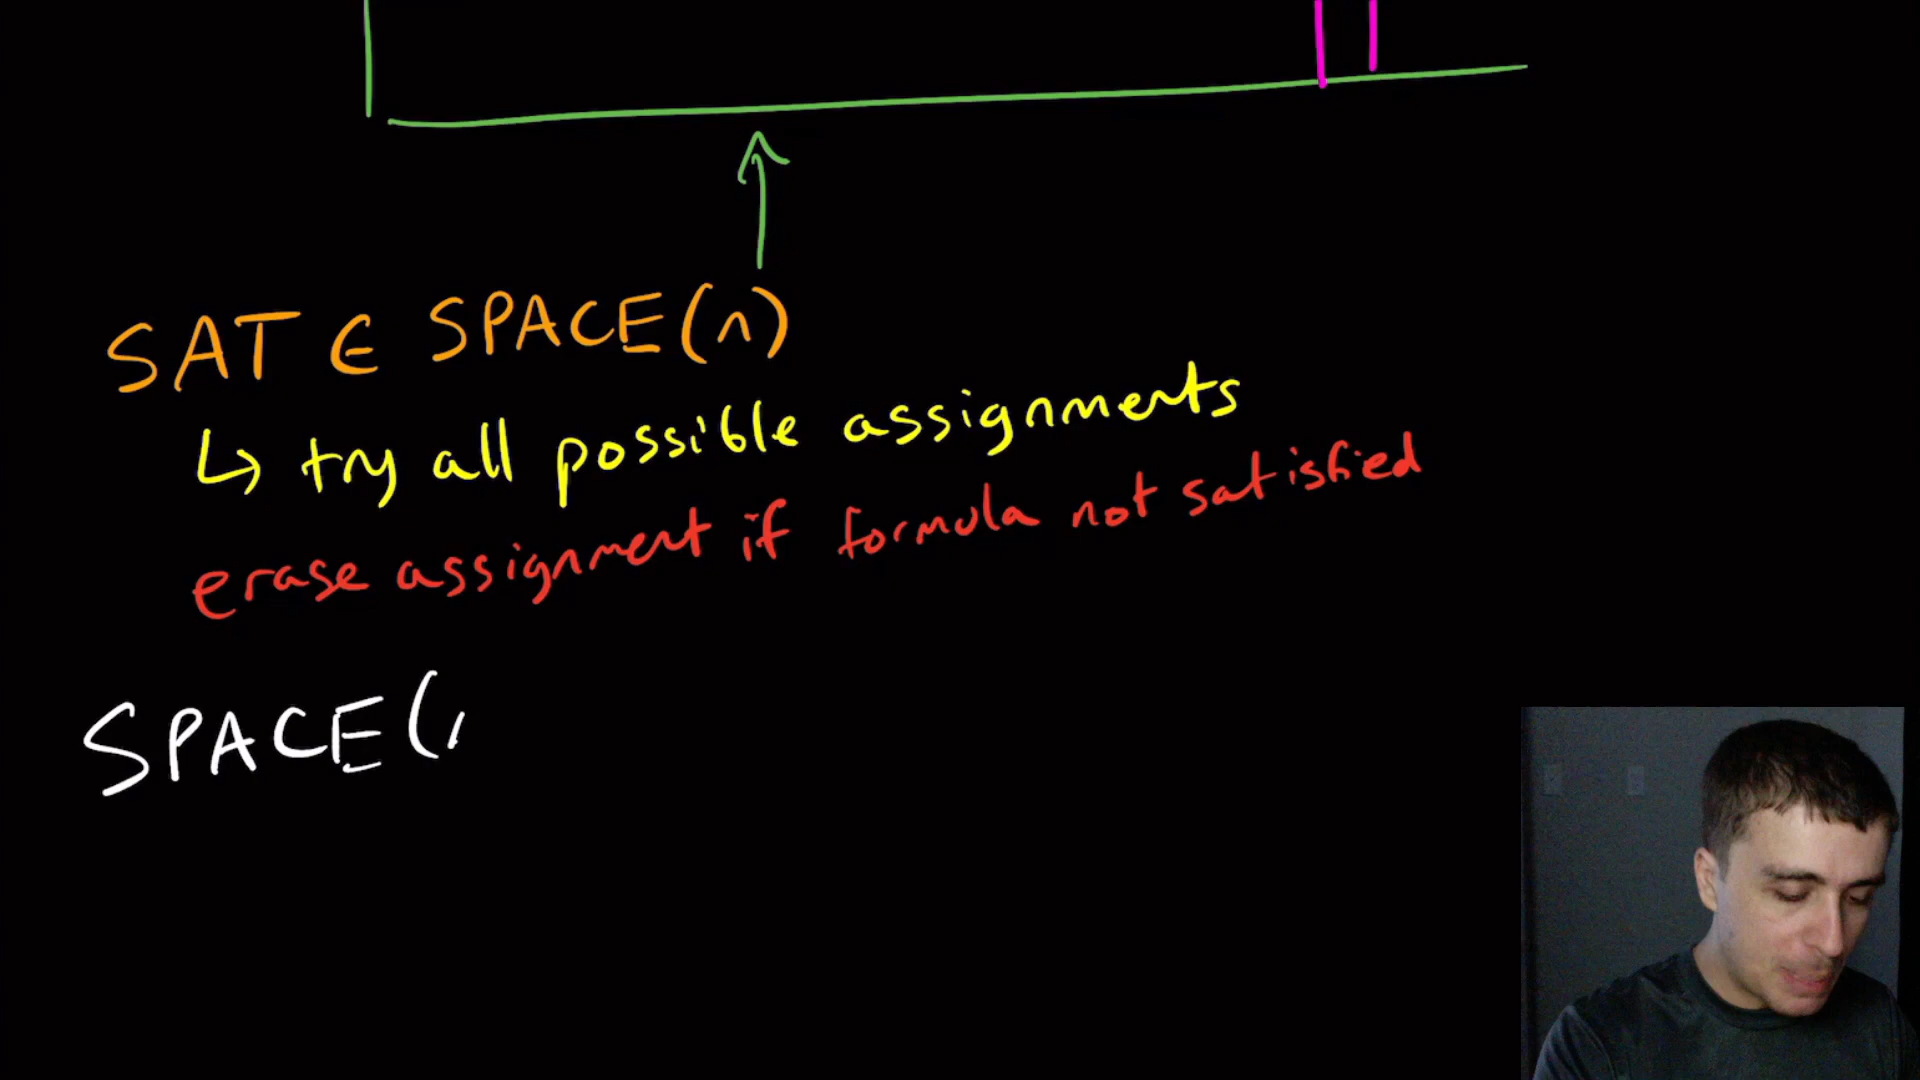 SAT ∈ SPACE(n)
↳ try all possible assignments
erase assignment if formula not satisfied
SPACE(